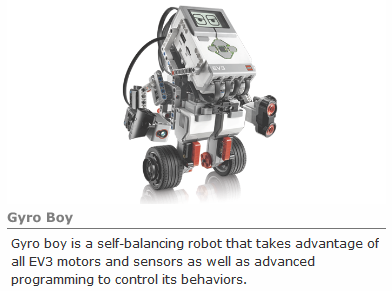 EV3
Gyro Boy
Gyro boy is a self-balancing robot that takes advantage of
all EV3 motors and sensors as well as advanced
programming to control its behaviors.